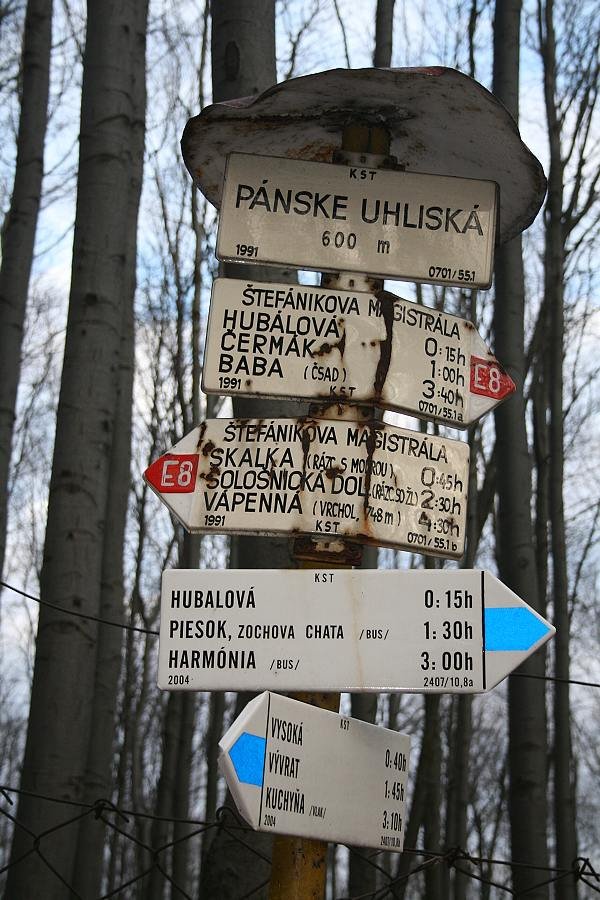 KST
PÁNSKE UHLISKÁ
600 m
1991 0701/55.1
ŠTEFÁNIKOVA MAGISTRÁLA
HUBÁLOVÁ 0:15h
ČERMÁK 1:00h
BABA (ČSAD) 3:40h
E8
1991 KST 0701/55.1a
ŠTEFÁNIKOVA MAGISTRÁLA
SKALKA (RÁZC. S MODROU) 0:45h
E8
SOLOŠNICKÁ DOL. (RÁZC.SO ŽL) 2:30h
VÁPENNÁ (VRCHOL, 748m) 4:30h
1991 KST 0701/55.1b
KST
HUBALOVÁ 0:15h
PIESOK, ZOCHOVA CHATA /BUS/ 1:30h
HARMÓNIA /BUS/ 3:00h
2004 2407/10,8a
KST
VYSOKÁ 0:40h
VÝVRAT 1:45h
KUCHYŇA /VLAK/ 3:10h
2004 2407/10,8b